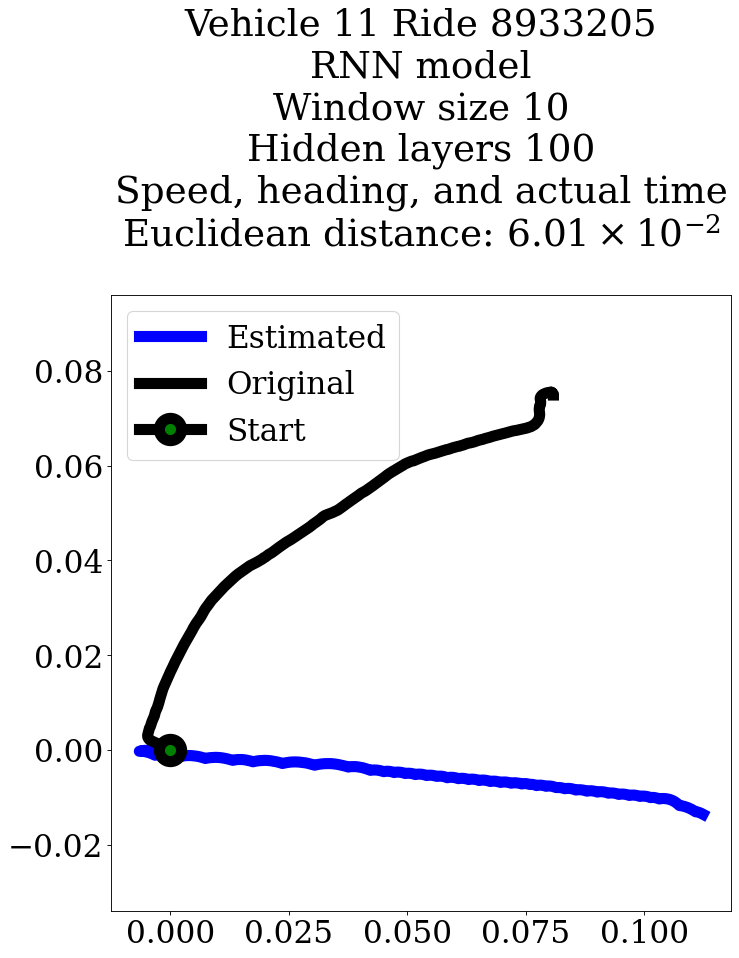 Vehicle 11 Ride 8933205
RNN model
Window size 10
Hidden layers 100
Speed, heading, and actual time
Euclidean distance: 6.01 × 10⁻²
Estimated
Original
Start
0.08
0.06
0.04
0.02
0.00
−0.02
0.000 0.025 0.050 0.075 0.100